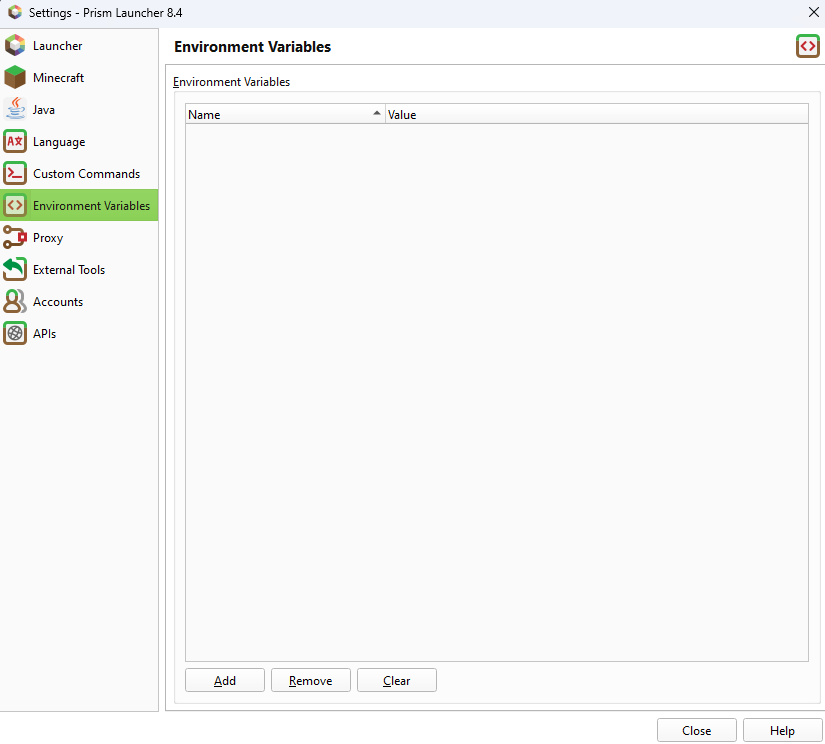 Settings - Prism Launcher 8.4
Launcher
Minecraft
Java
Language
Custom Commands
Environment Variables
Proxy
External Tools
Accounts
APIs
Environment Variables
Environment Variables
Name Value
Add Remove Clear
Close Help